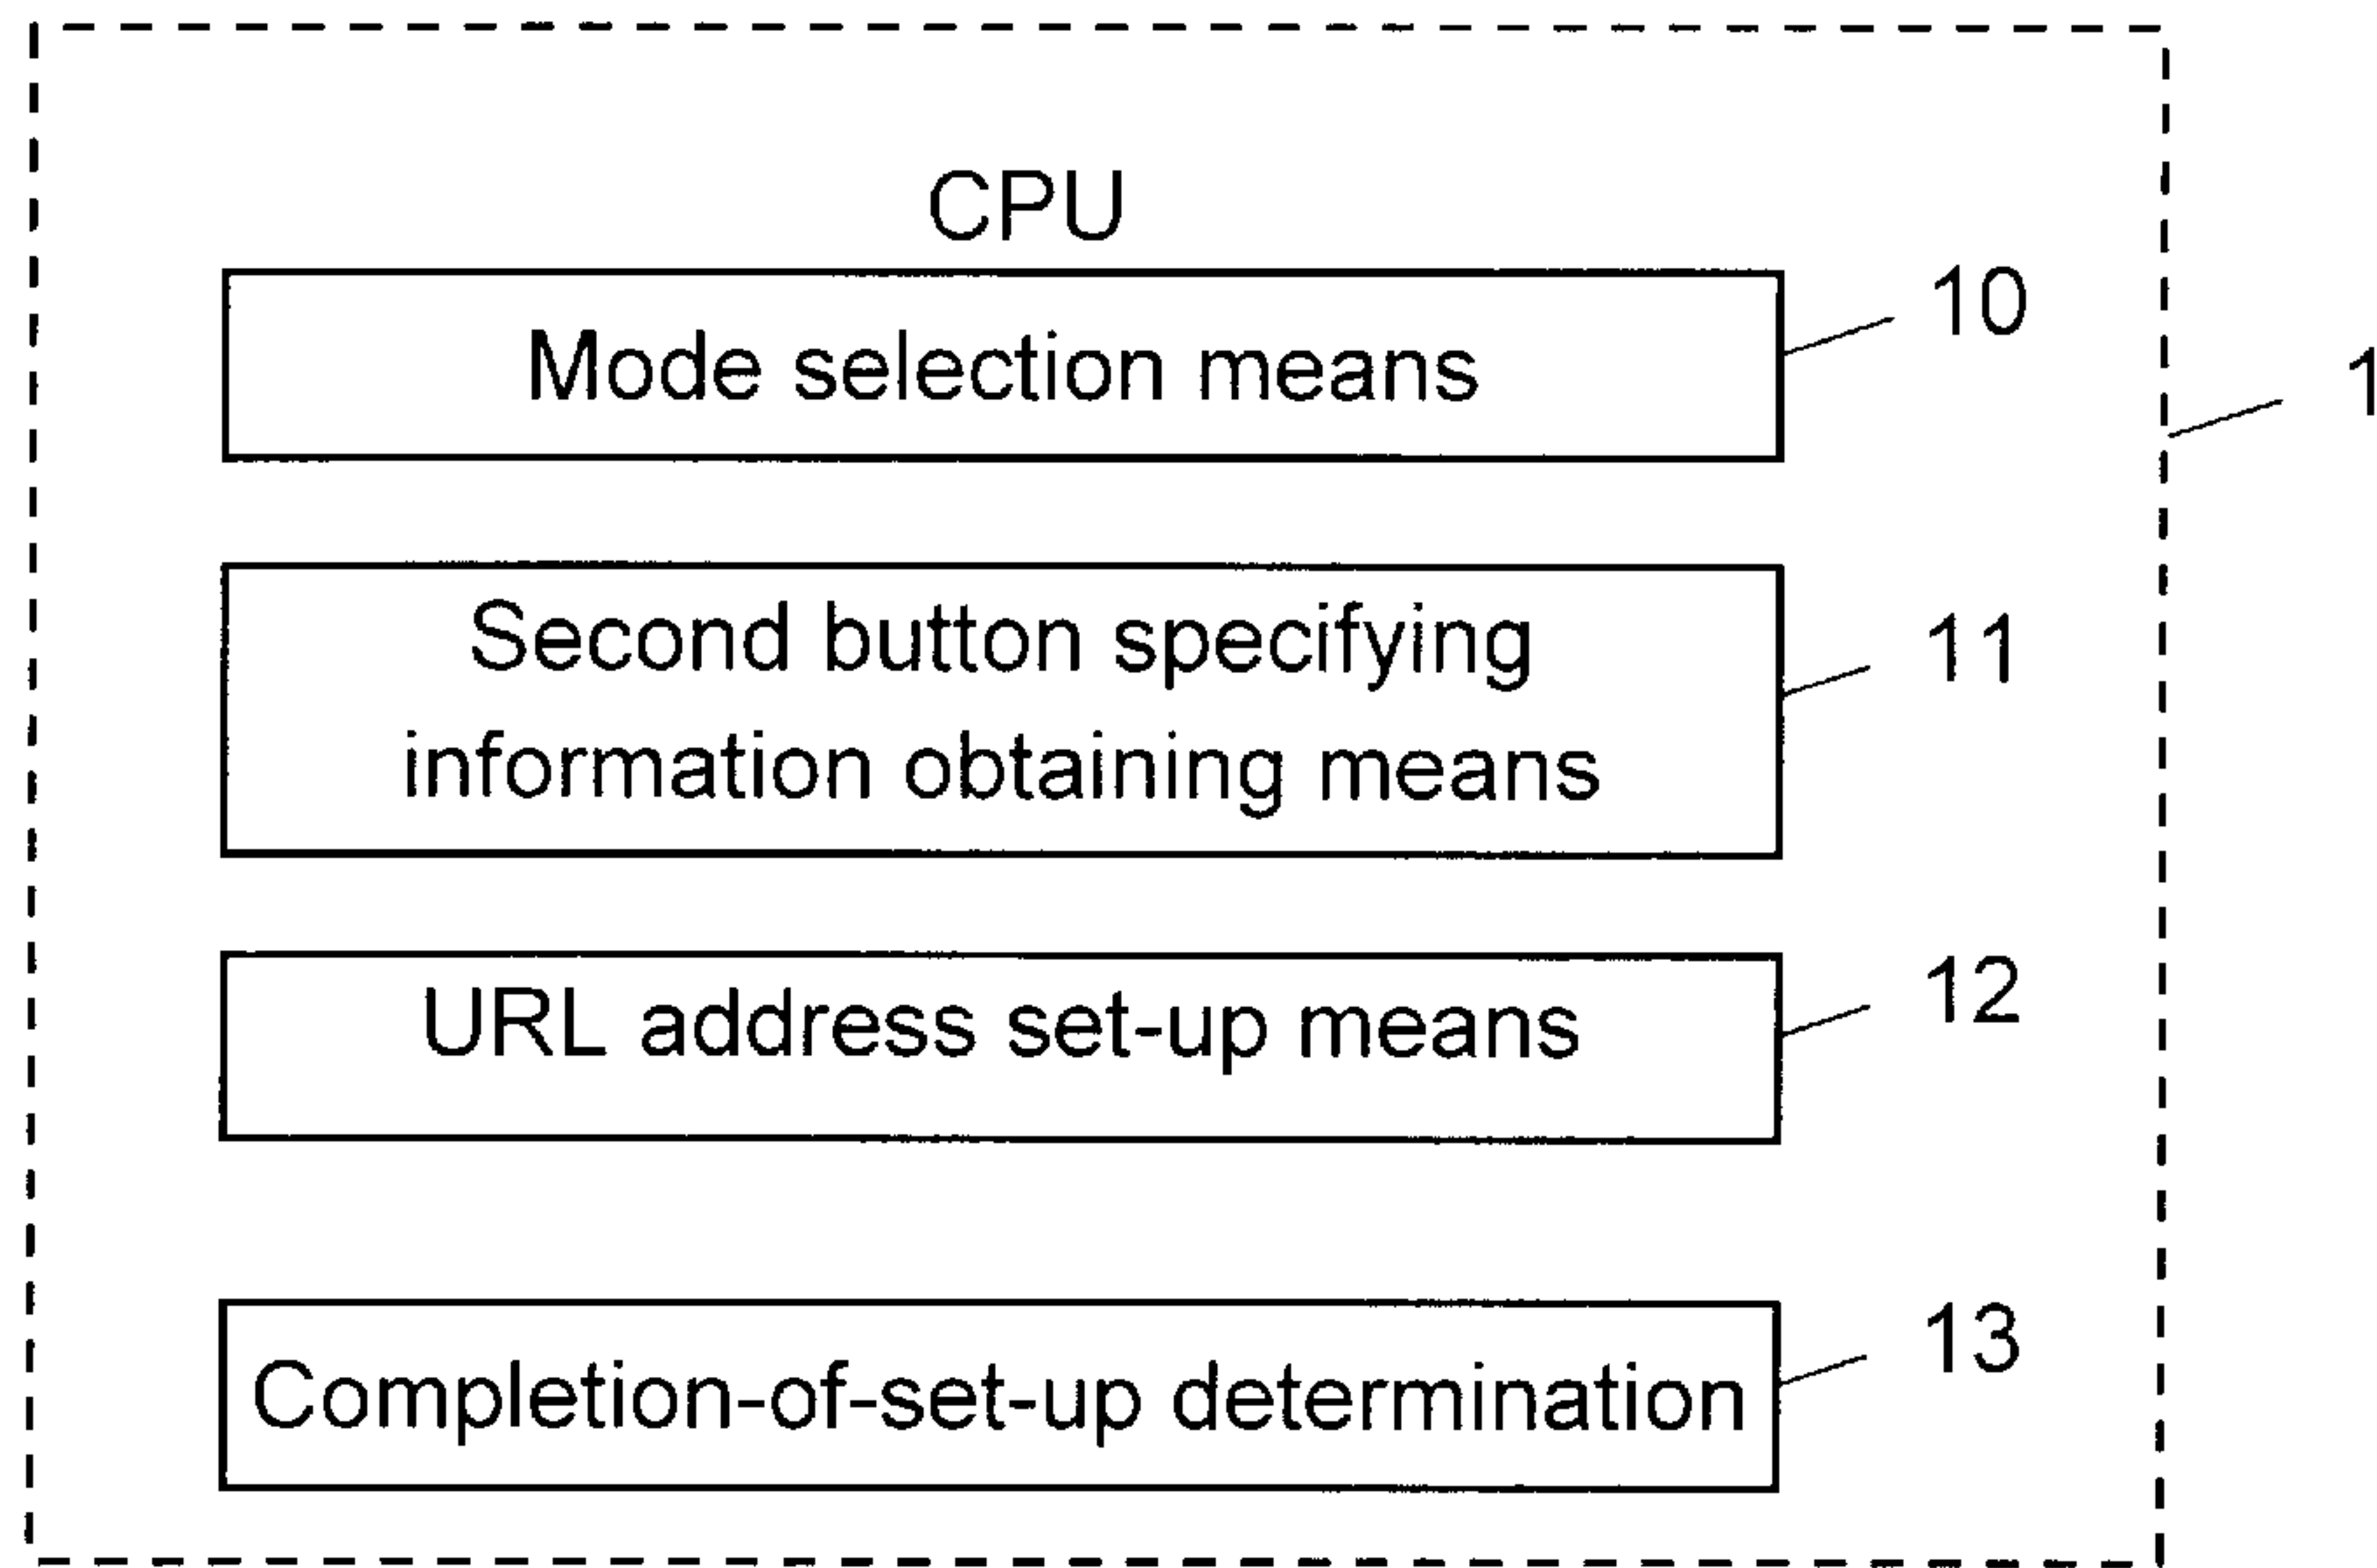 CPU
Mode selection means
10
1
Second button specifying
information obtaining means
11
URL address set-up means
12
Completion-of-set-up determination
13